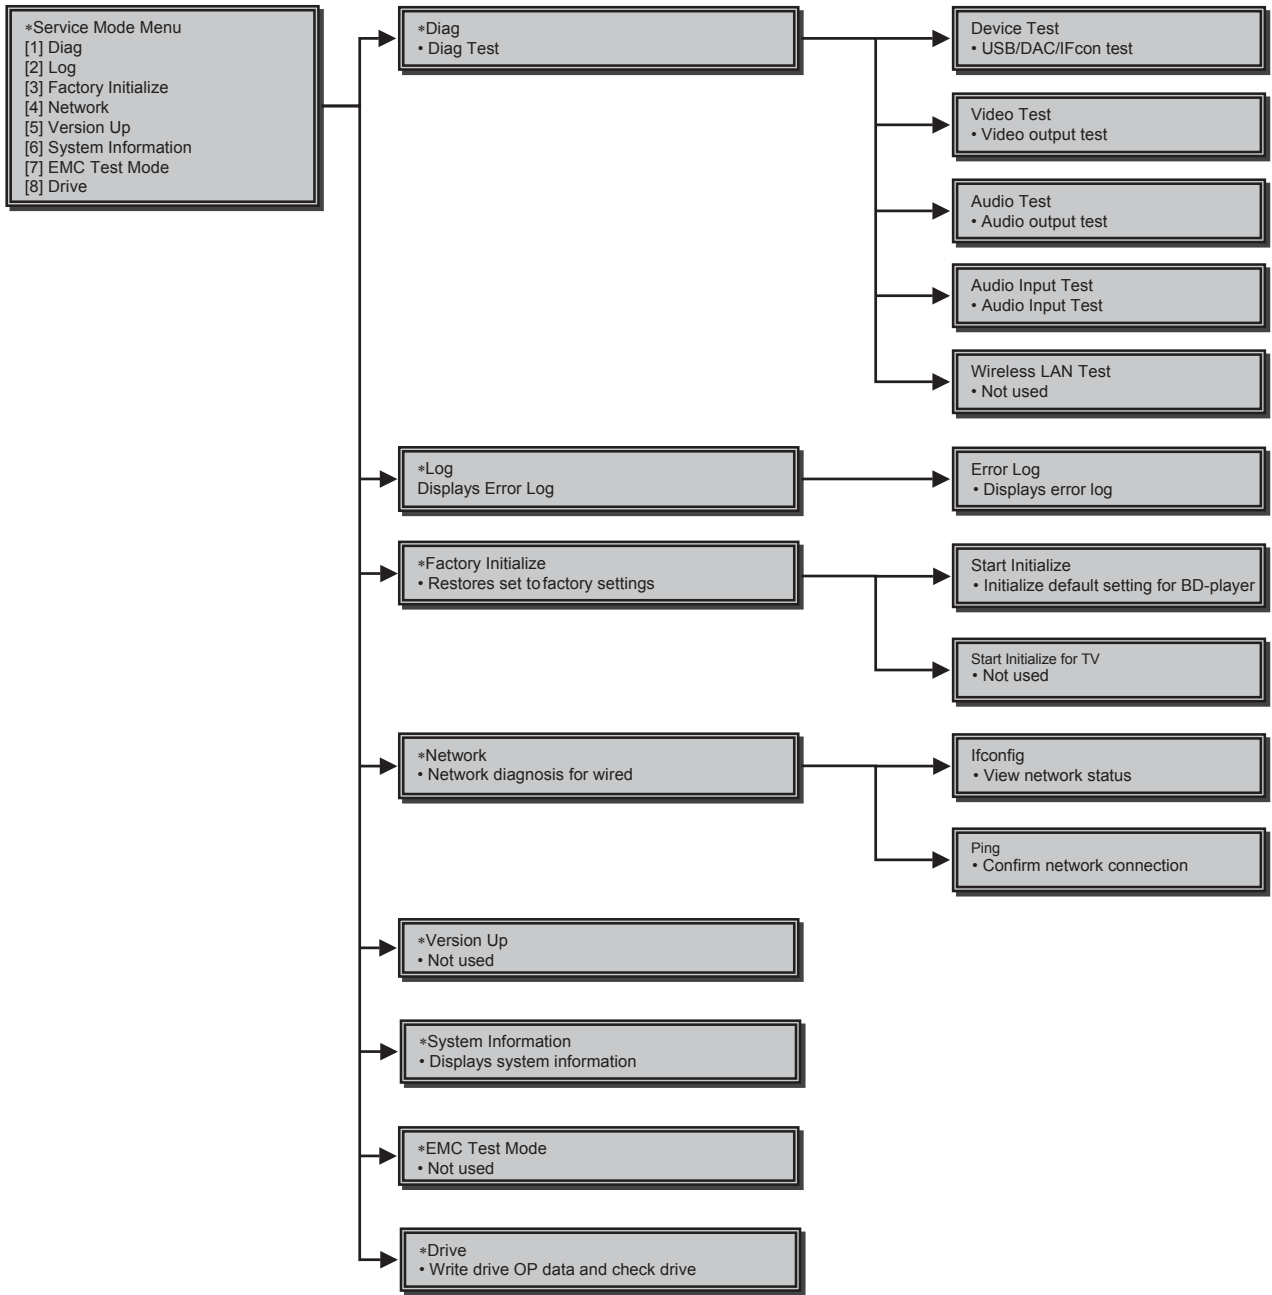 *Service Mode Menu
[1] Diag
[2] Log
[3] Factory Initialize
[4] Network
[5] Version Up
[6] System Information
[7] EMC Test Mode
[8] Drive
*Diag
• Diag Test
Device Test
• USB/DAC/IFcon test
Video Test
• Video output test
Audio Test
• Audio output test
Audio Input Test
• Audio Input Test
Wireless LAN Test
• Not used
*Log
Displays Error Log
Error Log
• Displays error log
*Factory Initialize
• Restores set to factory settings
Start Initialize
• Initialize default setting for BD-player
Start Initialize for TV
• Not used
*Network
• Network diagnosis for wired
Ifconfig
• View network status
Ping
• Confirm network connection
*Version Up
• Not used
*System Information
• Displays system information
*EMC Test Mode
• Not used
*Drive
• Write drive OP data and check drive